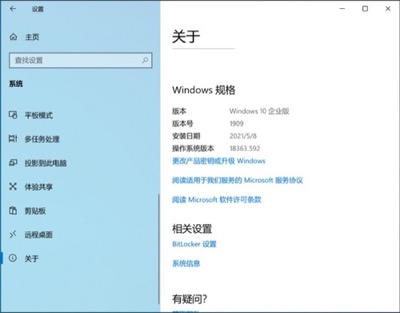 设置
主页
查找设置
系统
平板模式
多任务处理
投影到此电脑
体验共享
剪贴板
远程桌面
关于
关于
Windows 规格
版本 Windows 10 企业版
版本号 1909
安装日期 2021/5/8
操作系统版本 18363.592
更改产品密钥或升级 Windows
阅读适用于我们服务的 Microsoft 服务协议
阅读 Microsoft 软件许可条款
相关设置
BitLocker 设置
系统信息
有疑问?